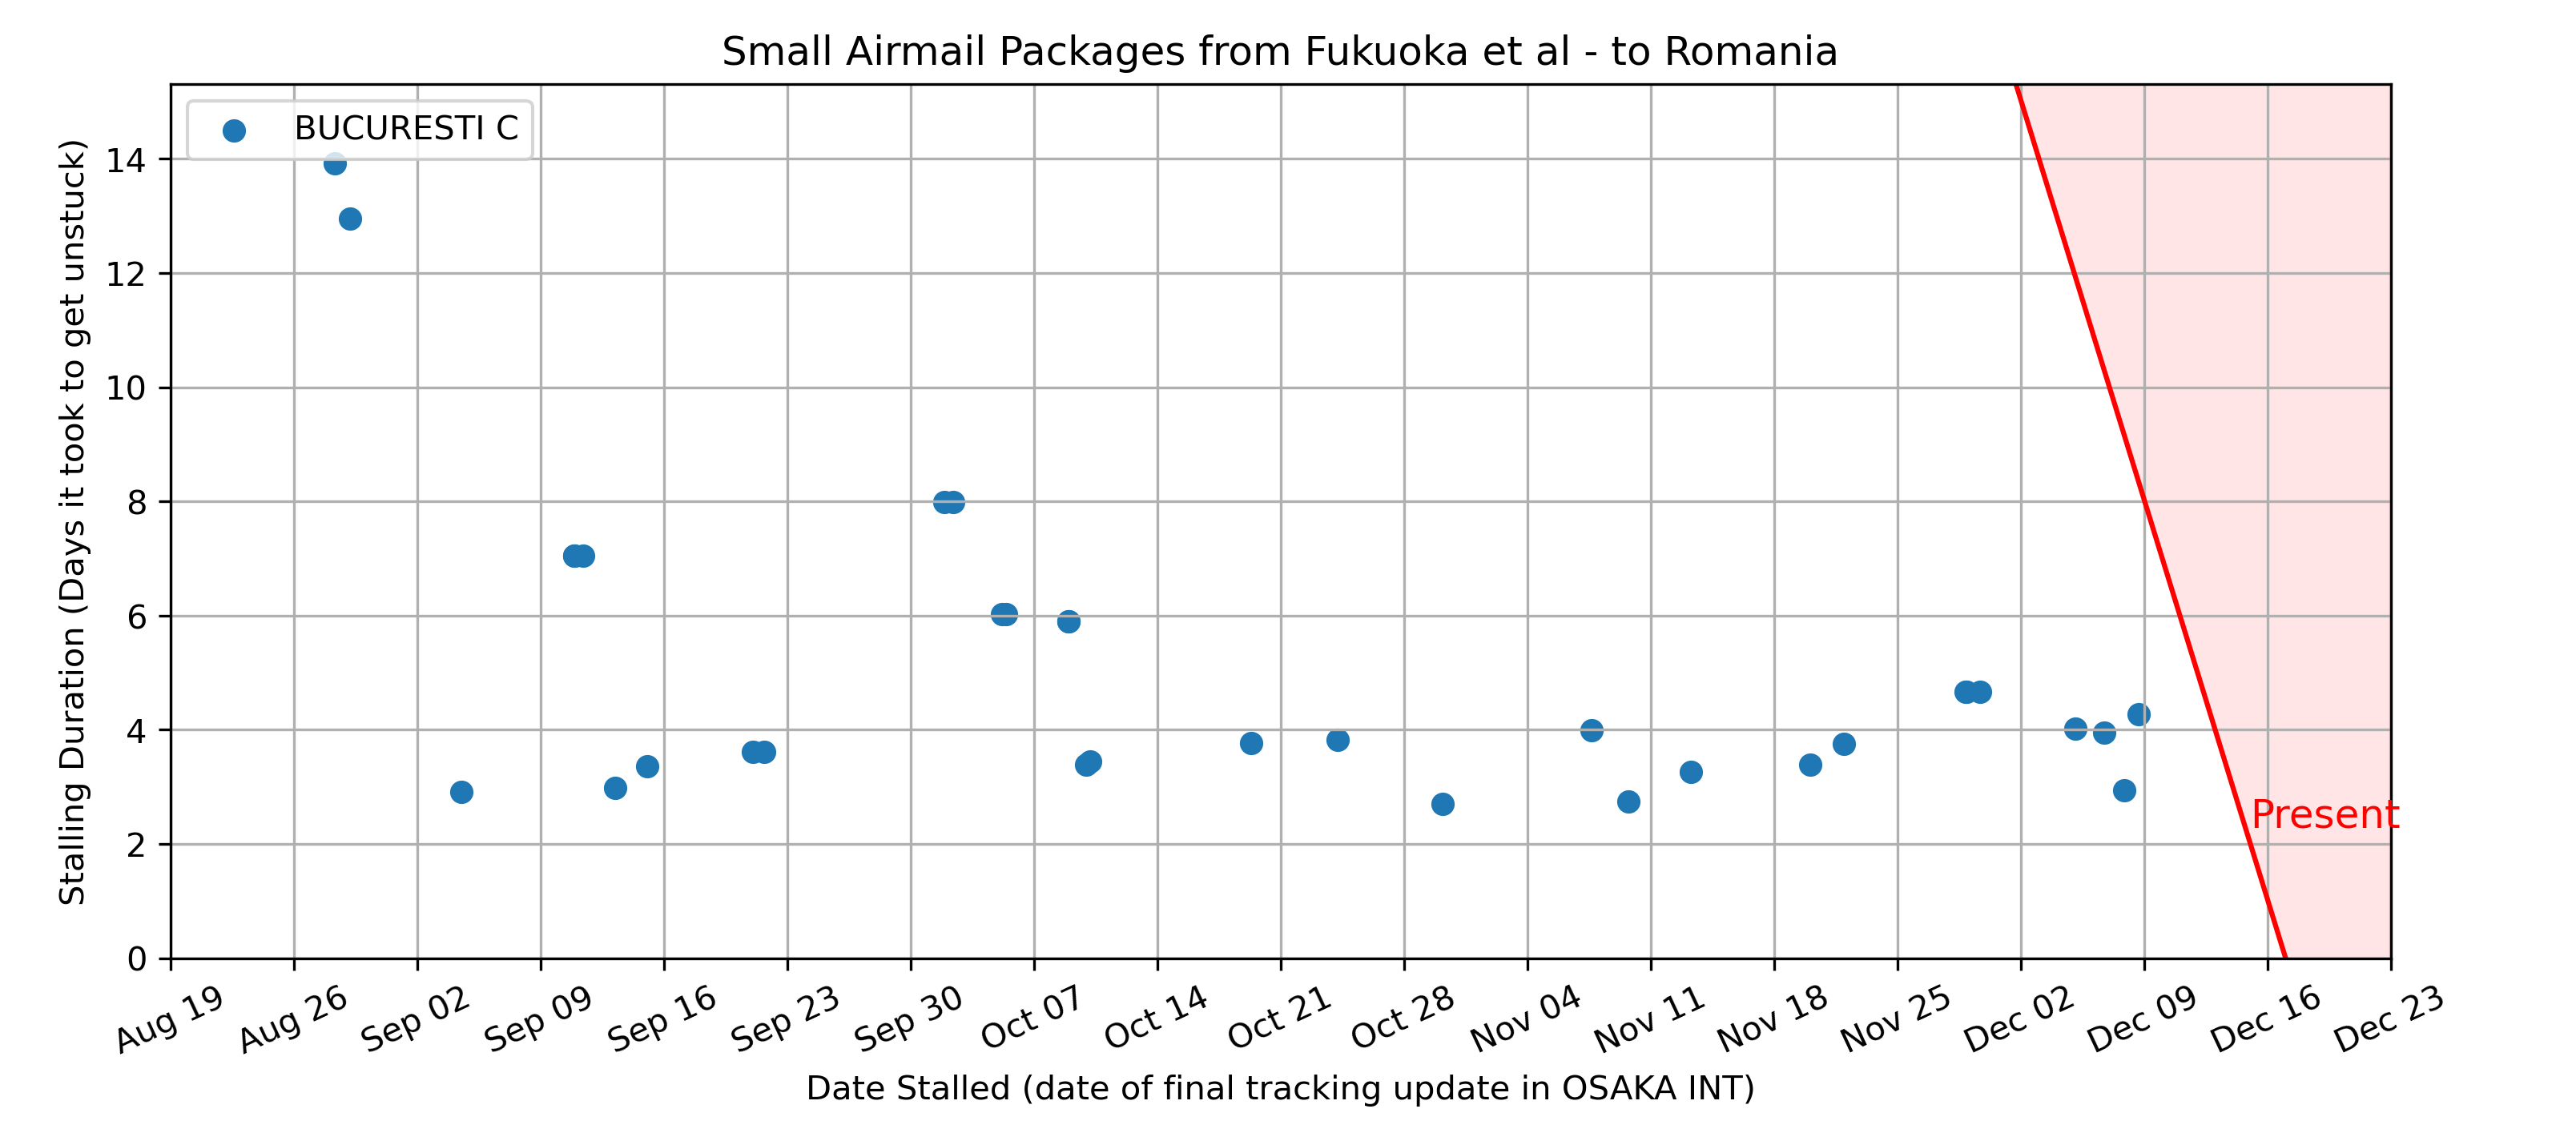 Small Airmail Packages from Fukuoka et al - to Romania
BUCURESTI C
Stalling Duration (Days it took to get unstuck)
14
12
10
8
6
4
2
0
Present
Aug 19
Aug 26
Sep 02
Sep 09
Sep 16
Sep 23
Sep 30
Oct 07
Oct 14
Oct 21
Oct 28
Nov 04
Nov 11
Nov 18
Nov 25
Dec 02
Dec 09
Dec 16
Dec 23
Date Stalled (date of final tracking update in OSAKA INT)